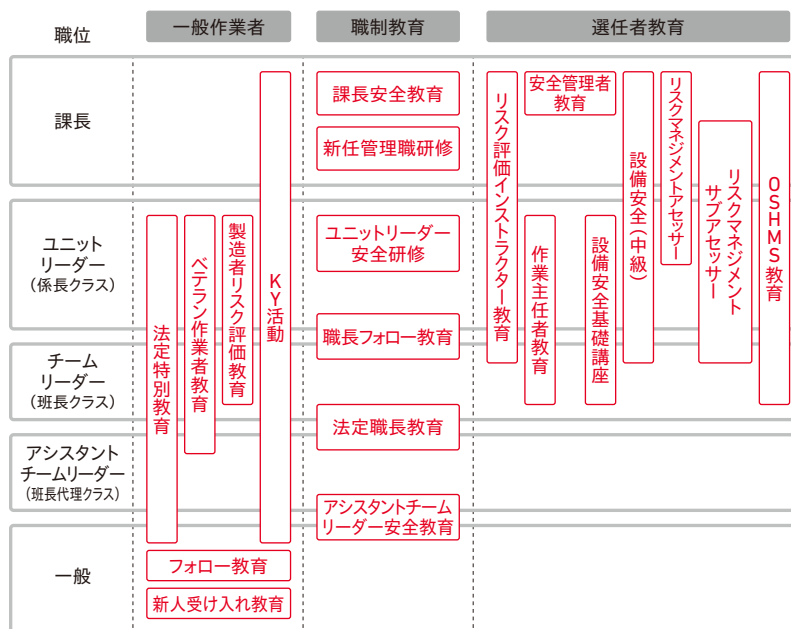 職位
一般作業者
職制教育
選任者教育
課長
ユニット
リーダー
(係長クラス)
チーム
リーダー
(班長クラス)
アシスタント
チームリーダー
(班長代理クラス)
一般
法定特別教育
ベテラン作業者教育
製造者リスク評価教育
KY活動
フォロー教育
新人受け入れ教育
課長安全教育
新任管理職研修
ユニットリーダー
安全研修
職長フォロー教育
法定職長教育
アシスタントチーム
リーダー安全教育
リスク評価インストラクター教育
安全管理者
教育
作業主任者教育
設備安全基礎講座
設備安全(中級)
リスクマネジメントアセッサー
リスクマネジメント
サブアセッサー
OSHMS教育